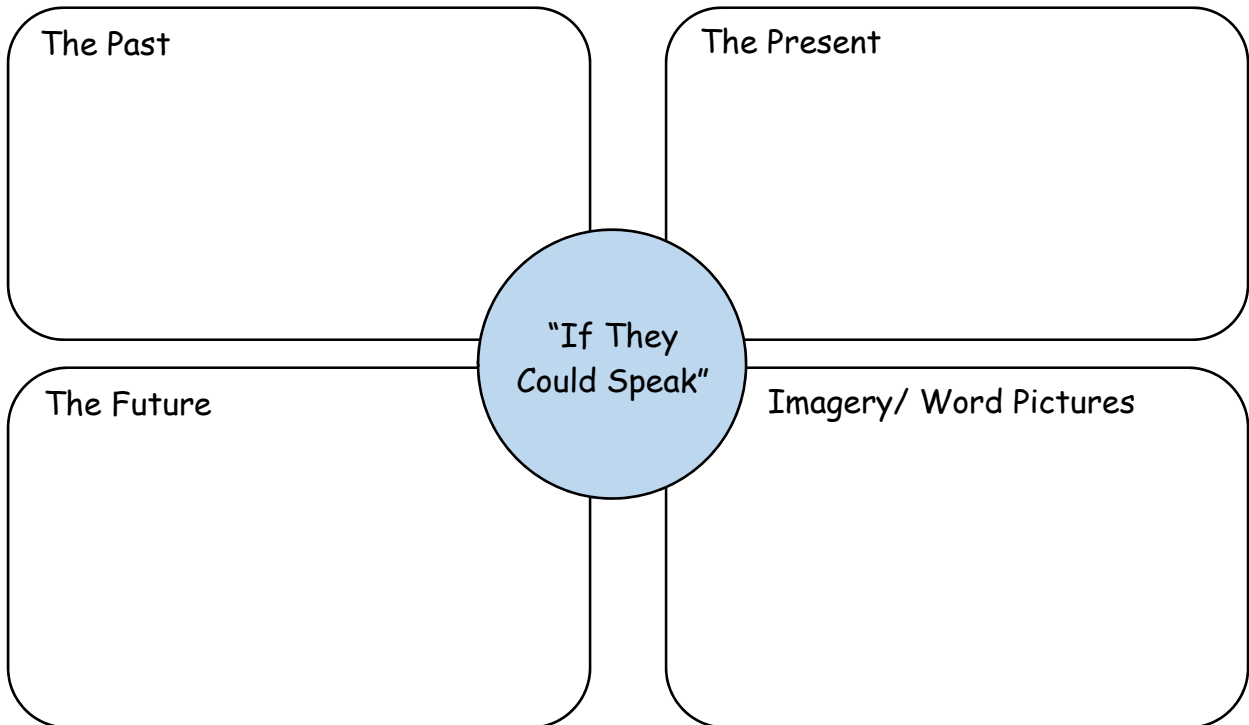 The Past
The Present
“If They
Could Speak”
The Future
Imagery/ Word Pictures